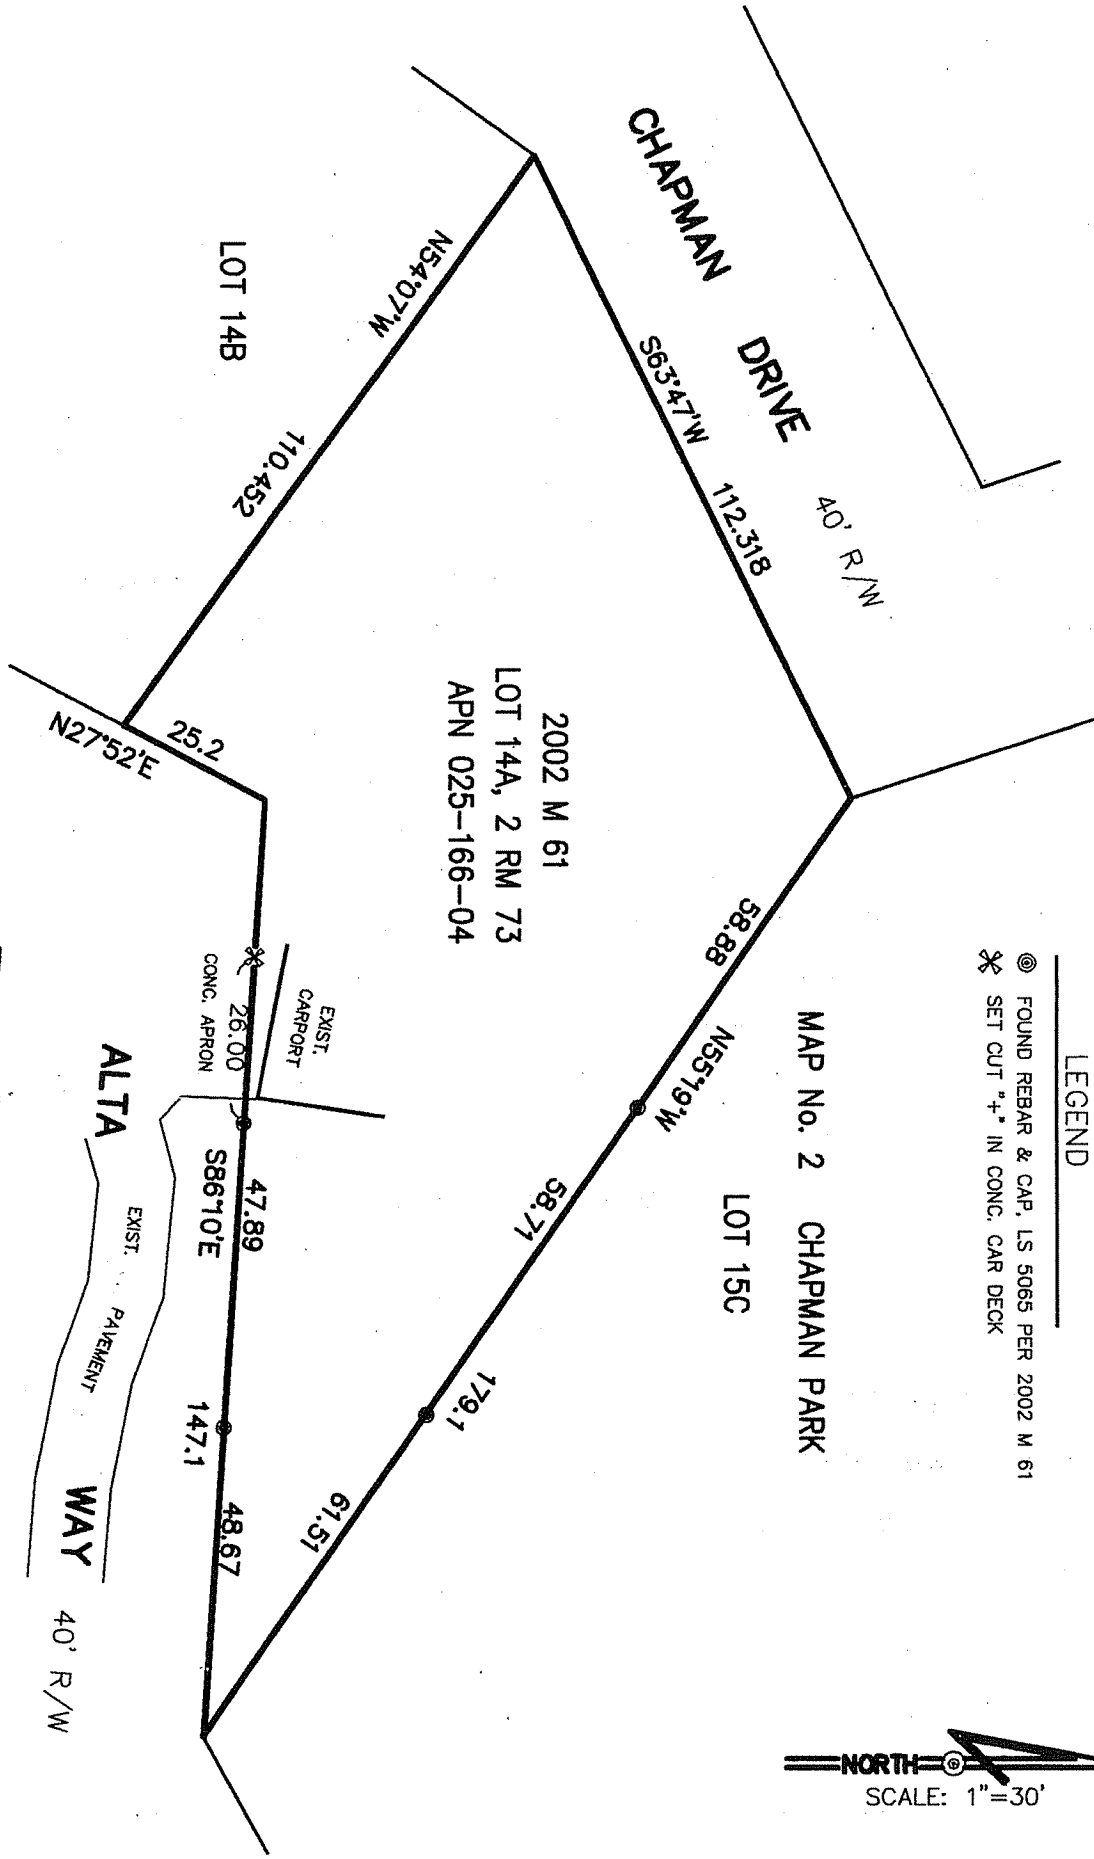 CHAPMAN DRIVE
40' R/W
S63°47'W 112.318
N54°07'W 110.452
LOT 14B
N27°52'E
25.2
2002 M 61
LOT 14A, 2 RM 73
APN 025-166-04
58.88
N55°19'W
58.71
179.1
61.51
MAP No. 2 CHAPMAN PARK
LOT 15C
LEGEND
FOUND REBAR & CAP, LS 5065 PER 2002 M 61
SET CUT "+" IN CONC. CAR DECK
EXIST.
CARPORT
26.00
CONC. APRON
47.89
S86°10'E
147.1
48.67
ALTA WAY
EXIST. PAVEMENT
40' R/W
NORTH
SCALE: 1"=30'